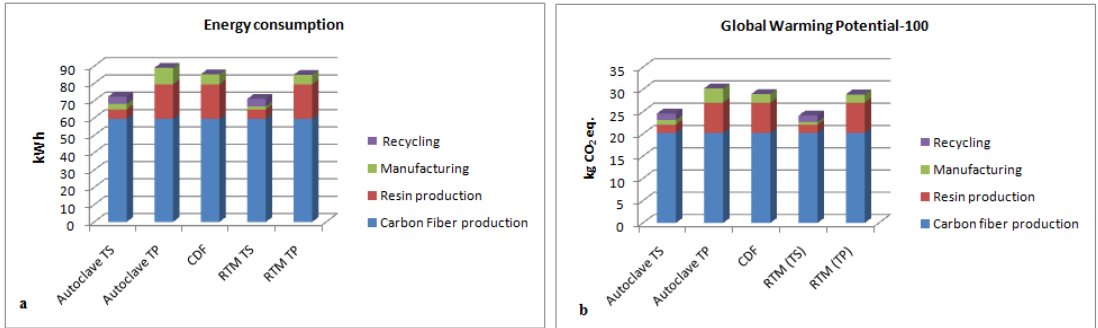 Energy consumption
90
80
70
60
50
40
30
20
10
0
kWh
Autoclave TS
Autoclave TP
CDF
RTM TS
RTM TP
Recycling
Manufacturing
Resin production
Carbon Fiber production
a
Global Warming Potential-100
35
30
25
20
15
10
5
0
kg CO₂ eq.
Autoclave TS
Autoclave TP
CDF
RTM (TS)
RTM (TP)
Recycling
Manufacturing
Resin production
Carbon fiber production
b